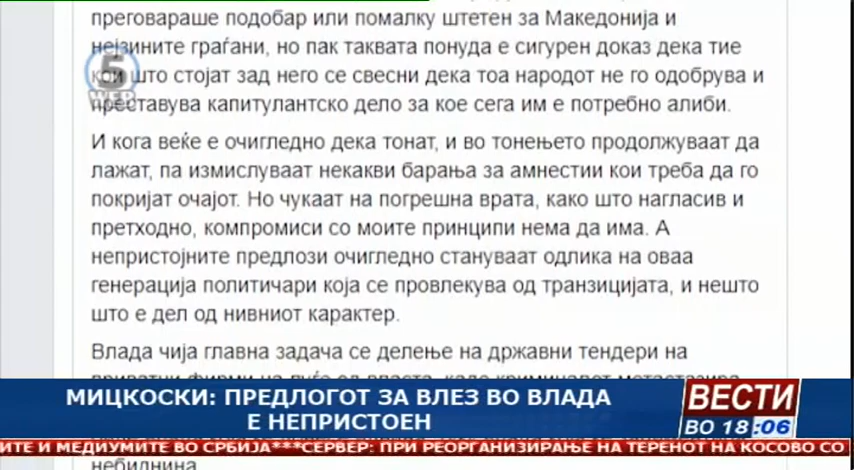 преговараше подобар или помалку штетен за Македонија и
нејзините граѓани, но пак таквата понуда е сигурен доказ дека тие
кои што стојат зад него се свесни дека тоа народот не го одобрува и
преставува капитулантско дело за кое сега им е потребно алиби.
5
WEB
И кога веќе е очигледно дека тонат, и во тонењето продолжуваат да
лажат, па измислуваат некакви барања за амнестии кои треба да го
покријат очајот. Но чукаат на погрешна врата, како што нагласив и
претходно, компромиси со моите принципи нема да има. А
непристојните предлози очигледно стануваат одлика на оваа
генерација политичари која се провлекува од транзицијата, и нешто
што е дел од нивниот карактер.
Влада чија главна задача се делење на државни тендери на
МИЦКОСКИ: ПРЕДЛОГОТ ЗА ВЛЕЗ ВО ВЛАДА
Е НЕПРИСТОЕН
ВЕСТИ
ВО 18:06
ИТЕ И МЕДИУМИТЕ ВО СРБИЈА***СЕРВЕР: ПРИ РЕОРГАНИЗИРАЊЕ НА ТЕРЕНОТ НА КОСОВО СО
небиднина